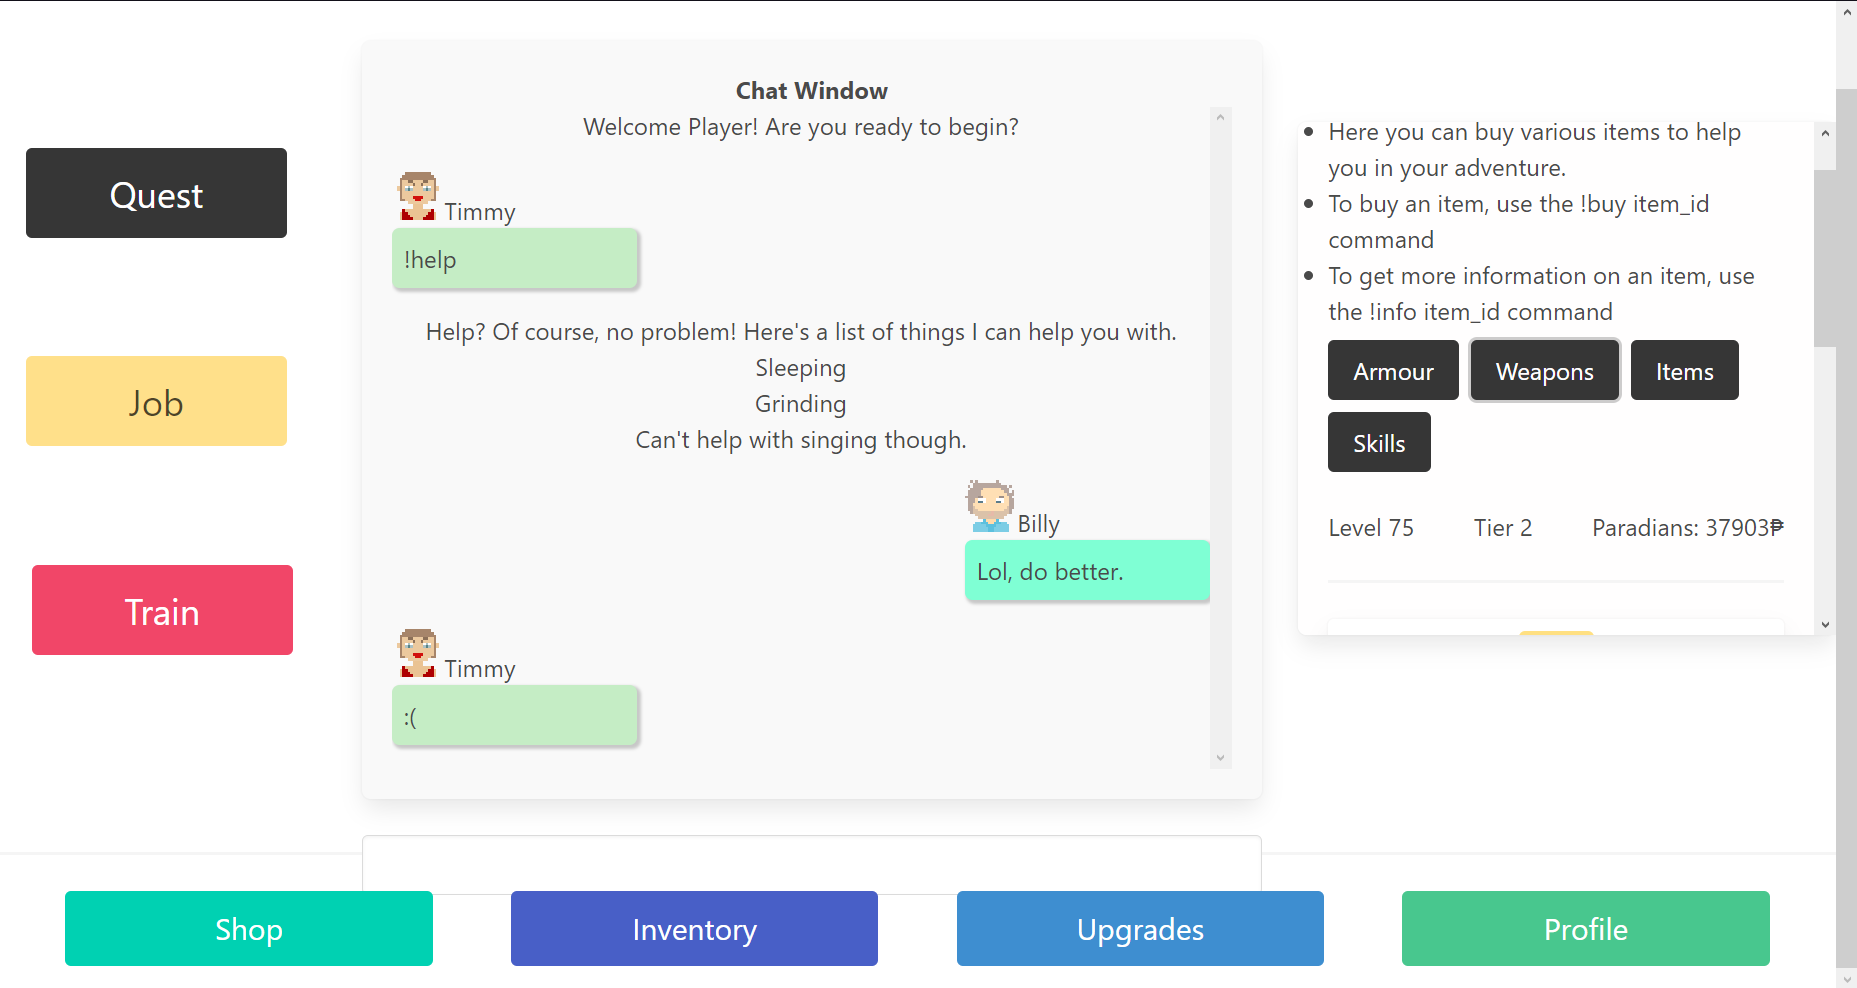 Quest
Job
Train
Chat Window
Welcome Player! Are you ready to begin?
Timmy
!help
Help? Of course, no problem! Here's a list of things I can help you with.
Sleeping
Grinding
Can't help with singing though.
Billy
Lol, do better.
Timmy
:(
Here you can buy various items to help
you in your adventure.
To buy an item, use the !buy item_id
command
To get more information on an item, use
the !info item_id command
Armour Weapons Items
Skills
Level 75 Tier 2 Paradians: 37903₱
Shop Inventory Upgrades Profile